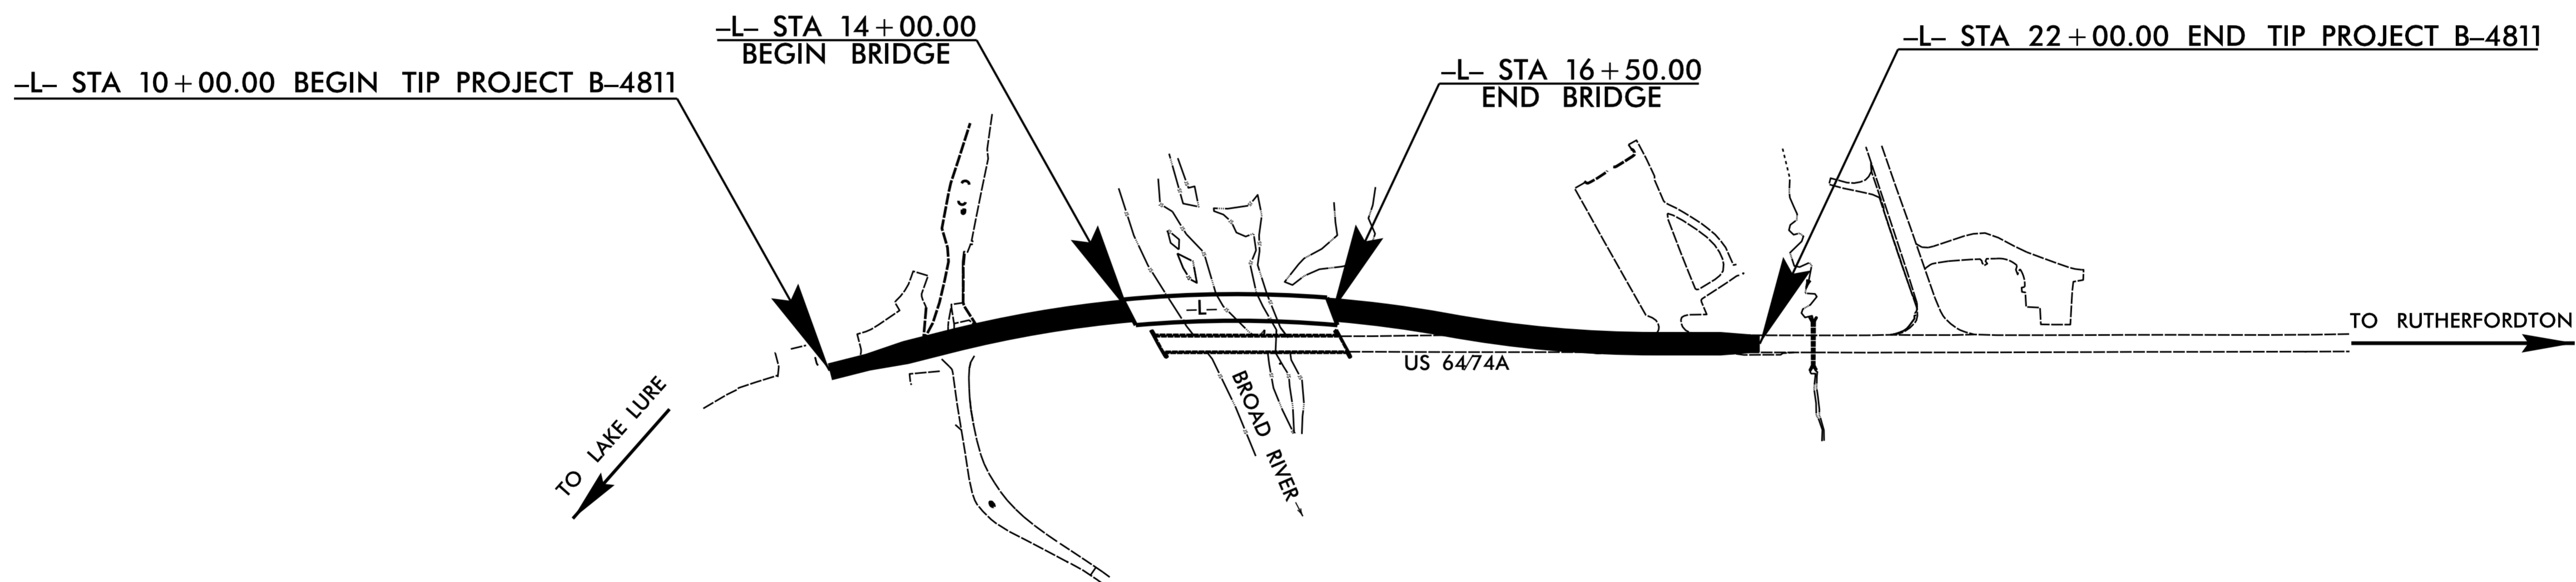 –L– STA 14+00.00
BEGIN BRIDGE
–L– STA 10+00.00 BEGIN TIP PROJECT B–4811
–L– STA 22+00.00 END TIP PROJECT B–4811
–L– STA 16+50.00
END BRIDGE
–L–
TO RUTHERFORDTON
US 64/74A
BROAD RIVER
TO LAKE LURE